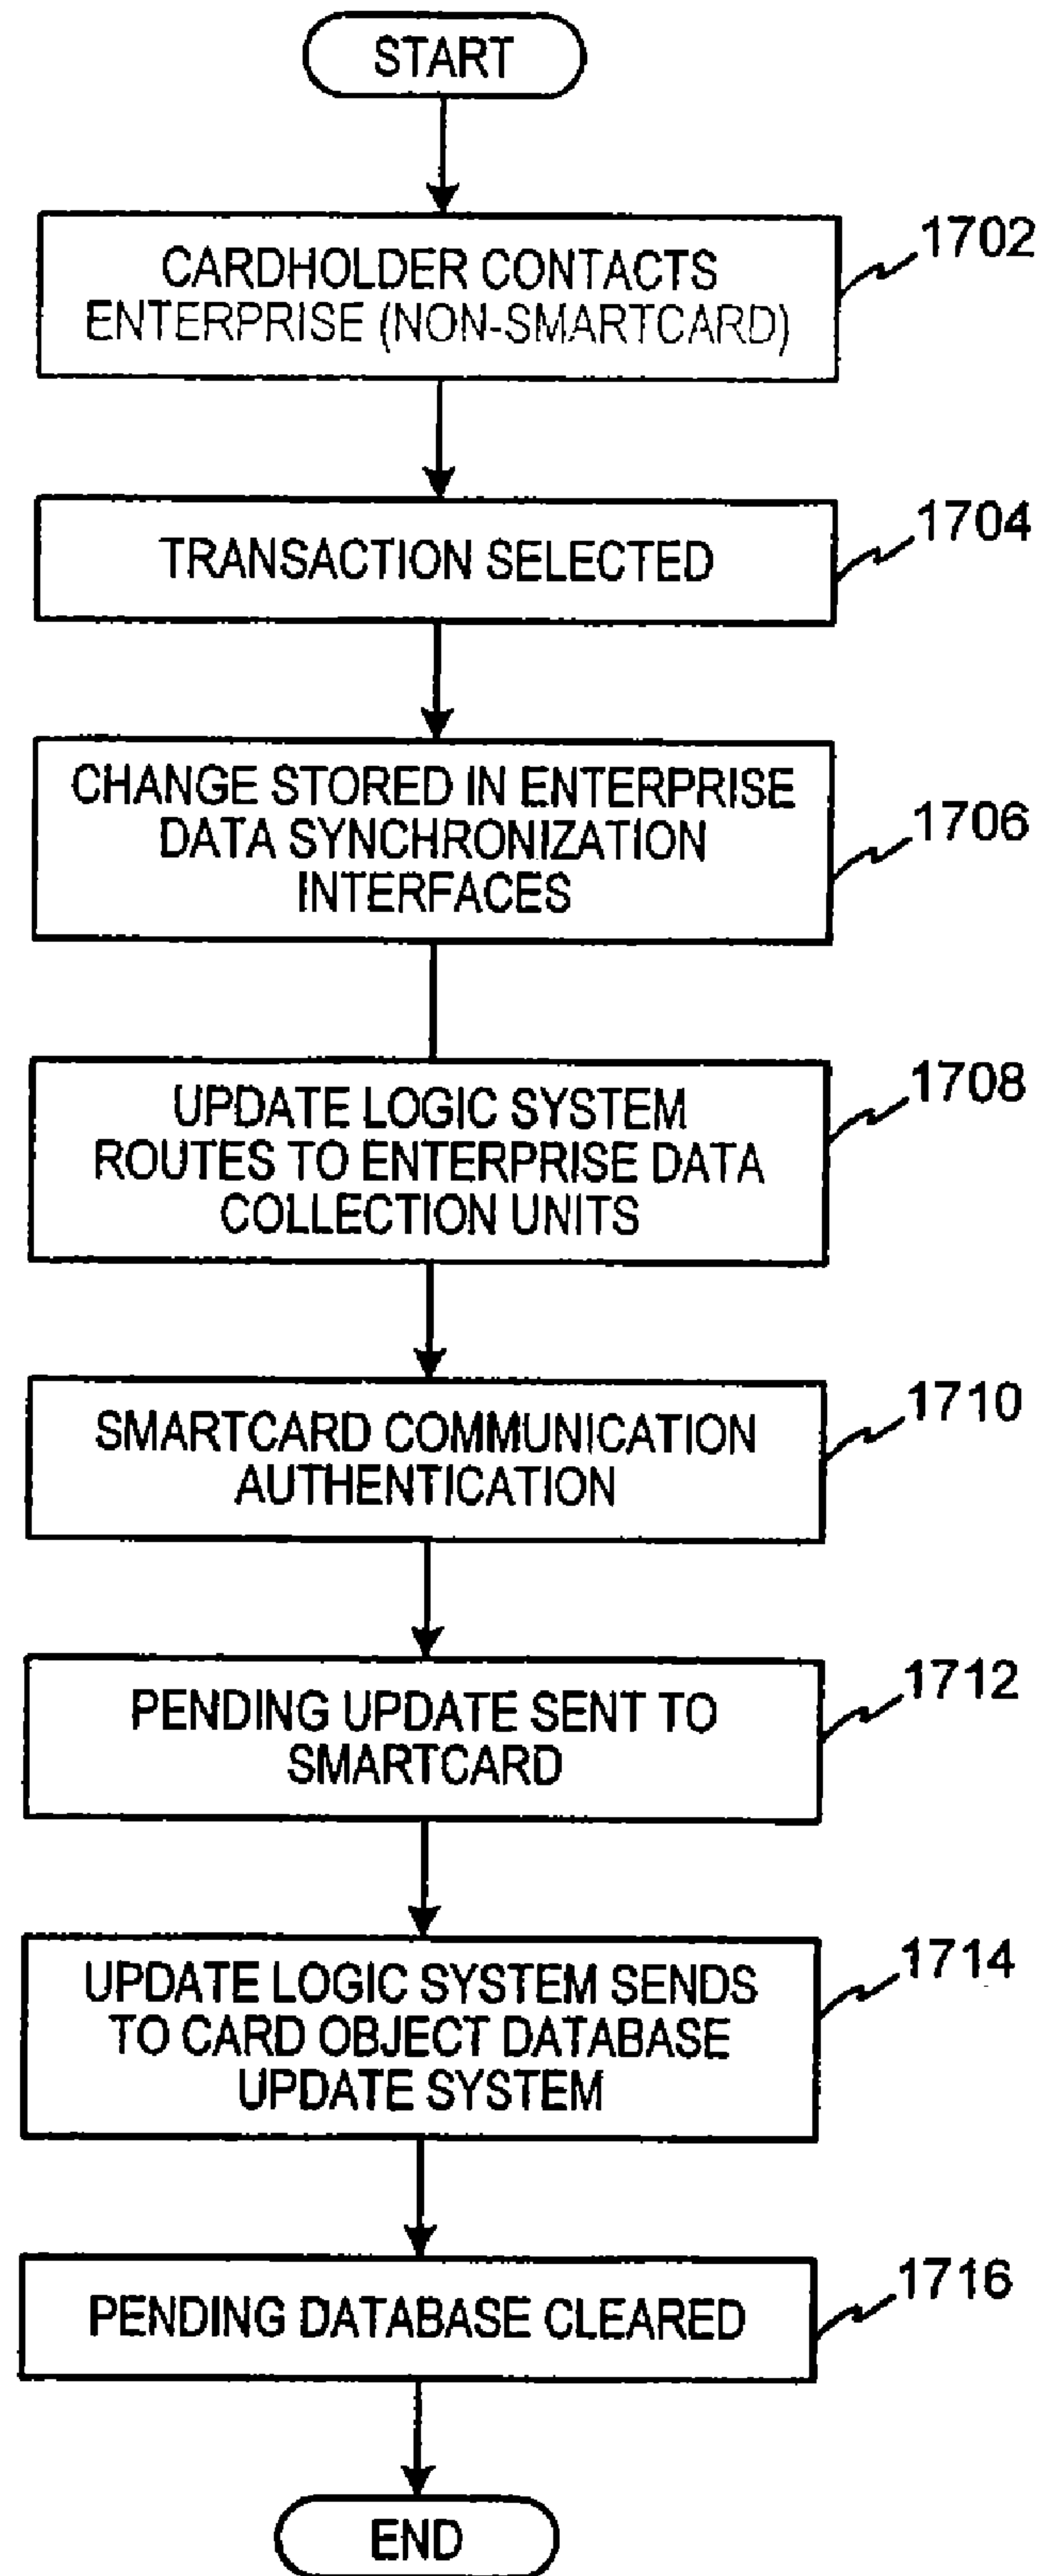 START
CARDHOLDER CONTACTS
ENTERPRISE (NON-SMARTCARD)
1702
TRANSACTION SELECTED
1704
CHANGE STORED IN ENTERPRISE
DATA SYNCHRONIZATION
INTERFACES
1706
UPDATE LOGIC SYSTEM
ROUTES TO ENTERPRISE DATA
COLLECTION UNITS
1708
SMARTCARD COMMUNICATION
AUTHENTICATION
1710
PENDING UPDATE SENT TO
SMARTCARD
1712
UPDATE LOGIC SYSTEM SENDS
TO CARD OBJECT DATABASE
UPDATE SYSTEM
1714
PENDING DATABASE CLEARED
1716
END